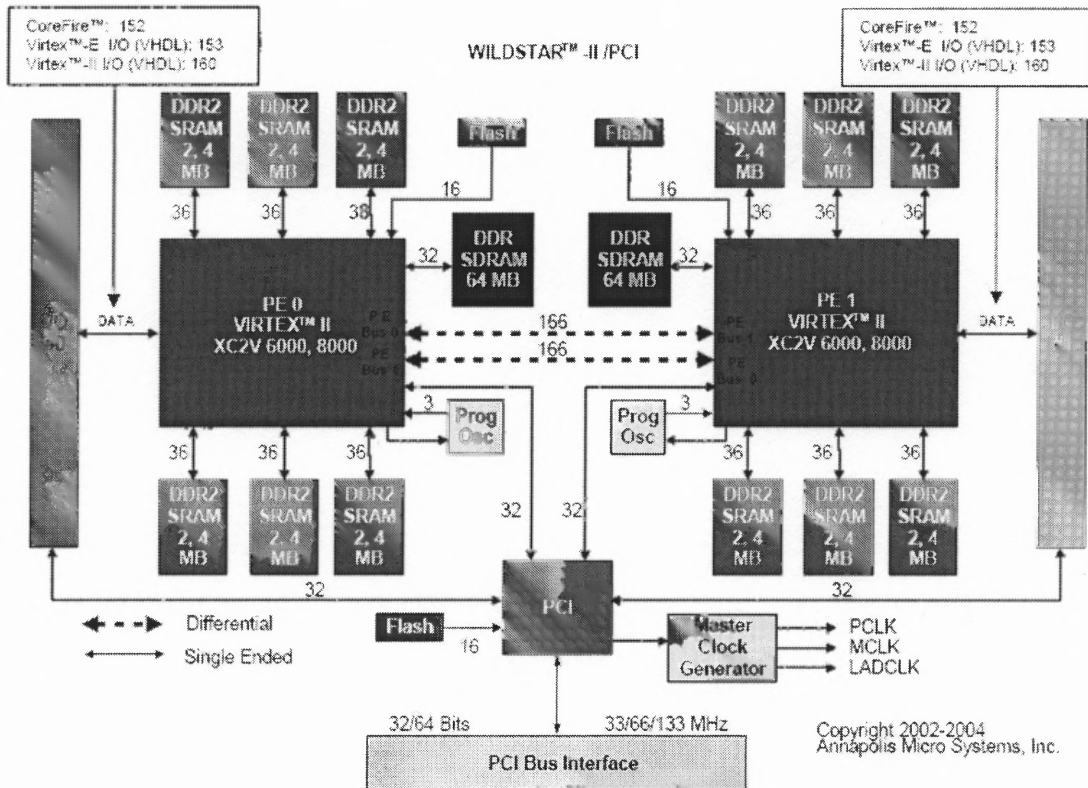 CoreFire™: 152
Virtex™-E I/O (VHDL): 153
Virtex™-II I/O (VHDL): 160
WILDSTAR™ -II /PCI
CoreFire™: 152
Virtex™-E I/O (VHDL): 153
Virtex™-II I/O (VHDL): 160
DDR2
SRAM
2, 4
MB
DDR2
SRAM
2, 4
MB
DDR2
SRAM
2, 4
MB
Flash
Flash
DDR2
SRAM
2, 4
MB
DDR2
SRAM
2, 4
MB
DDR2
SRAM
2, 4
MB
36
36
36
16
16
36
36
36
32
DDR
SDRAM
64 MB
DDR
SDRAM
64 MB
32
DATA
PE 0
VIRTEX™ II
XC2V 6000, 8000
PE
Bus 0
PE
Bus 1
166
166
PE
Bus 1
PE
Bus 0
PE 1
VIRTEX™ II
XC2V 6000, 8000
DATA
3
Prog
Osc
Prog
Osc
3
36
36
36
36
36
36
DDR2
SRAM
2, 4
MB
DDR2
SRAM
2, 4
MB
DDR2
SRAM
2, 4
MB
32
32
DDR2
SRAM
2, 4
MB
DDR2
SRAM
2, 4
MB
DDR2
SRAM
2, 4
MB
32
PCI
32
Differential
Single Ended
Flash
16
Master
Clock
Generator
PCLK
MCLK
LADCLK
32/64 Bits
33/66/133 MHz
PCI Bus Interface
Copyright 2002-2004
Annapolis Micro Systems, Inc.